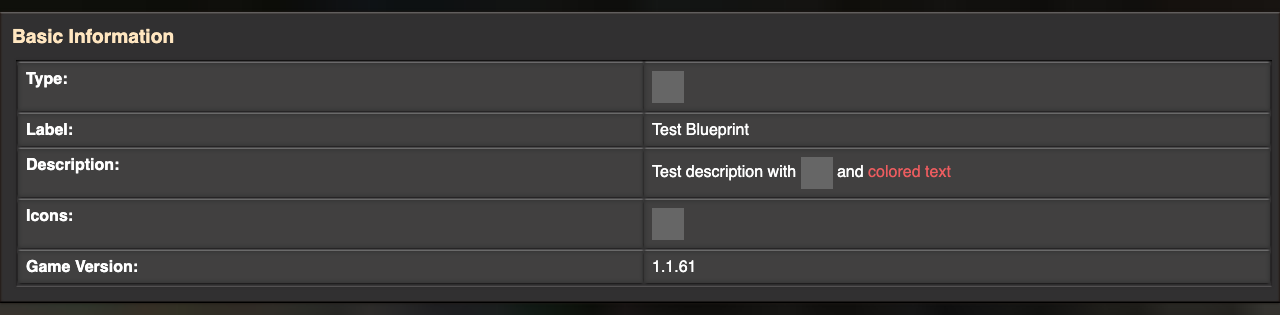 Basic Information
Type:
Label: Test Blueprint
Description: Test description with and colored text
Icons:
Game Version: 1.1.61